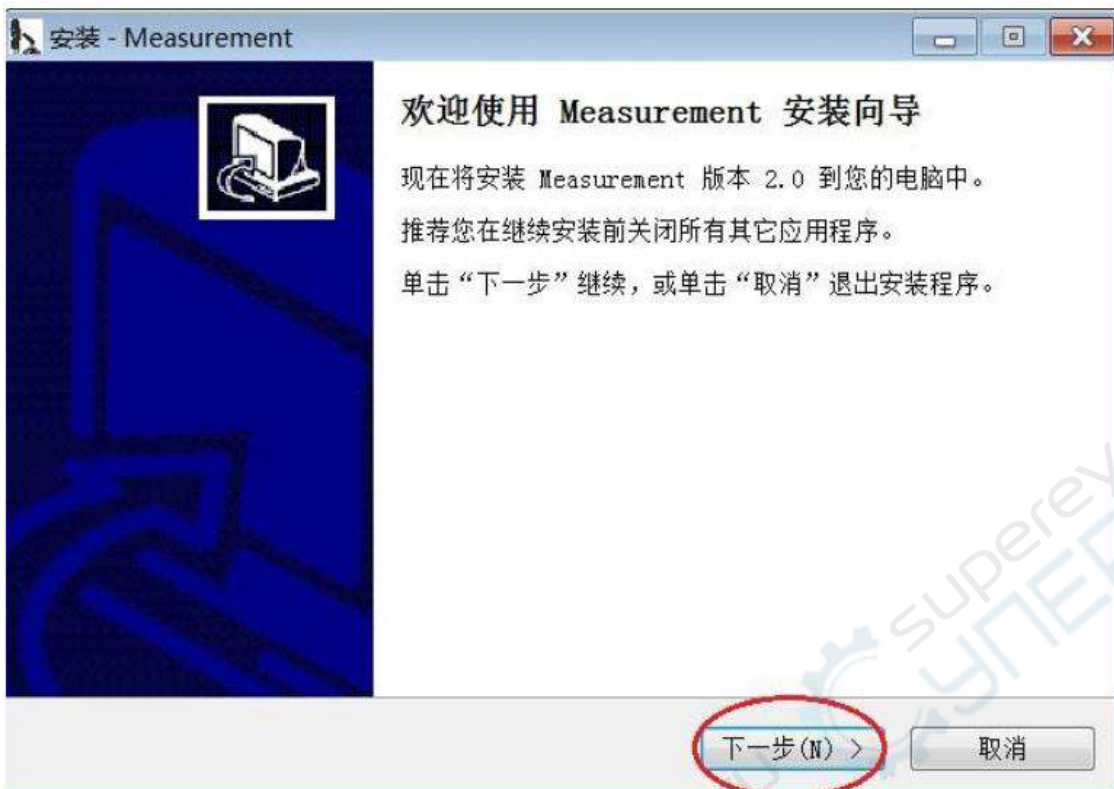 安装 - Measurement
欢迎使用 Measurement 安装向导
现在将安装 Measurement 版本 2.0 到您的电脑中。
推荐您在继续安装前关闭所有其它应用程序。
单击“下一步”继续，或单击“取消”退出安装程序。
superey
下一步(N) >
取消